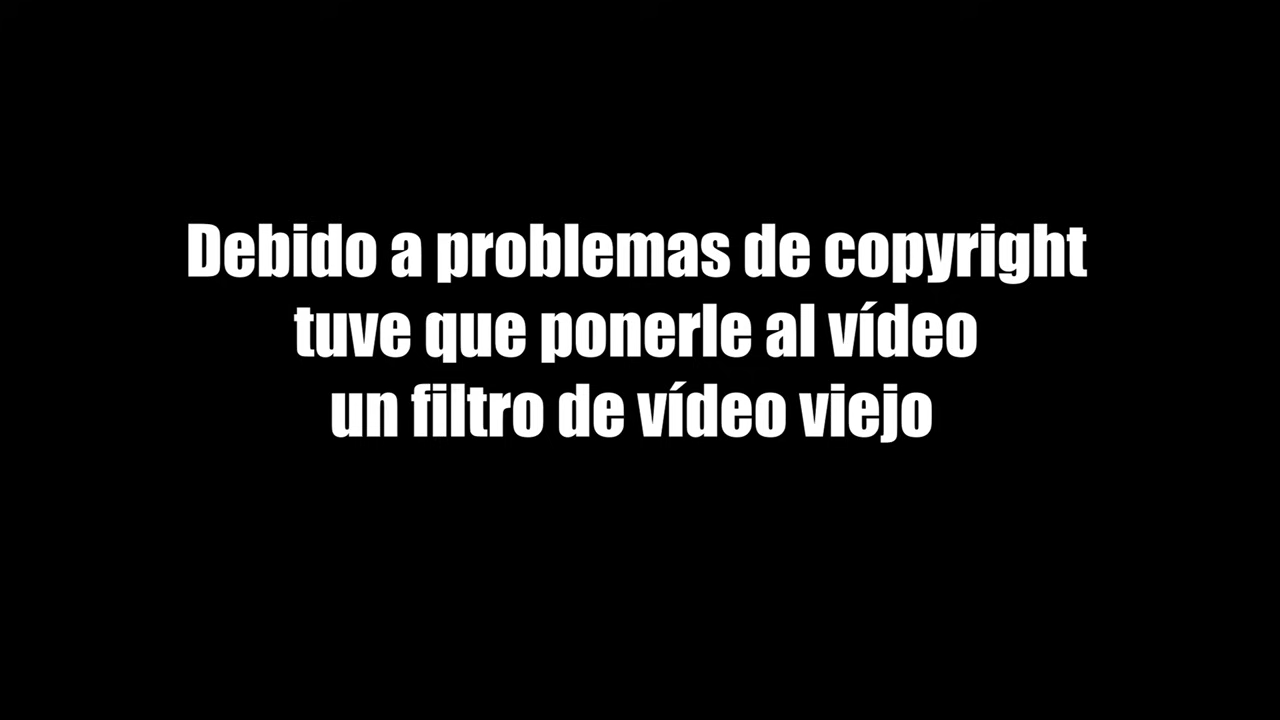 Debido a problemas de copyright
tuve que ponerle al vídeo
un filtro de vídeo viejo